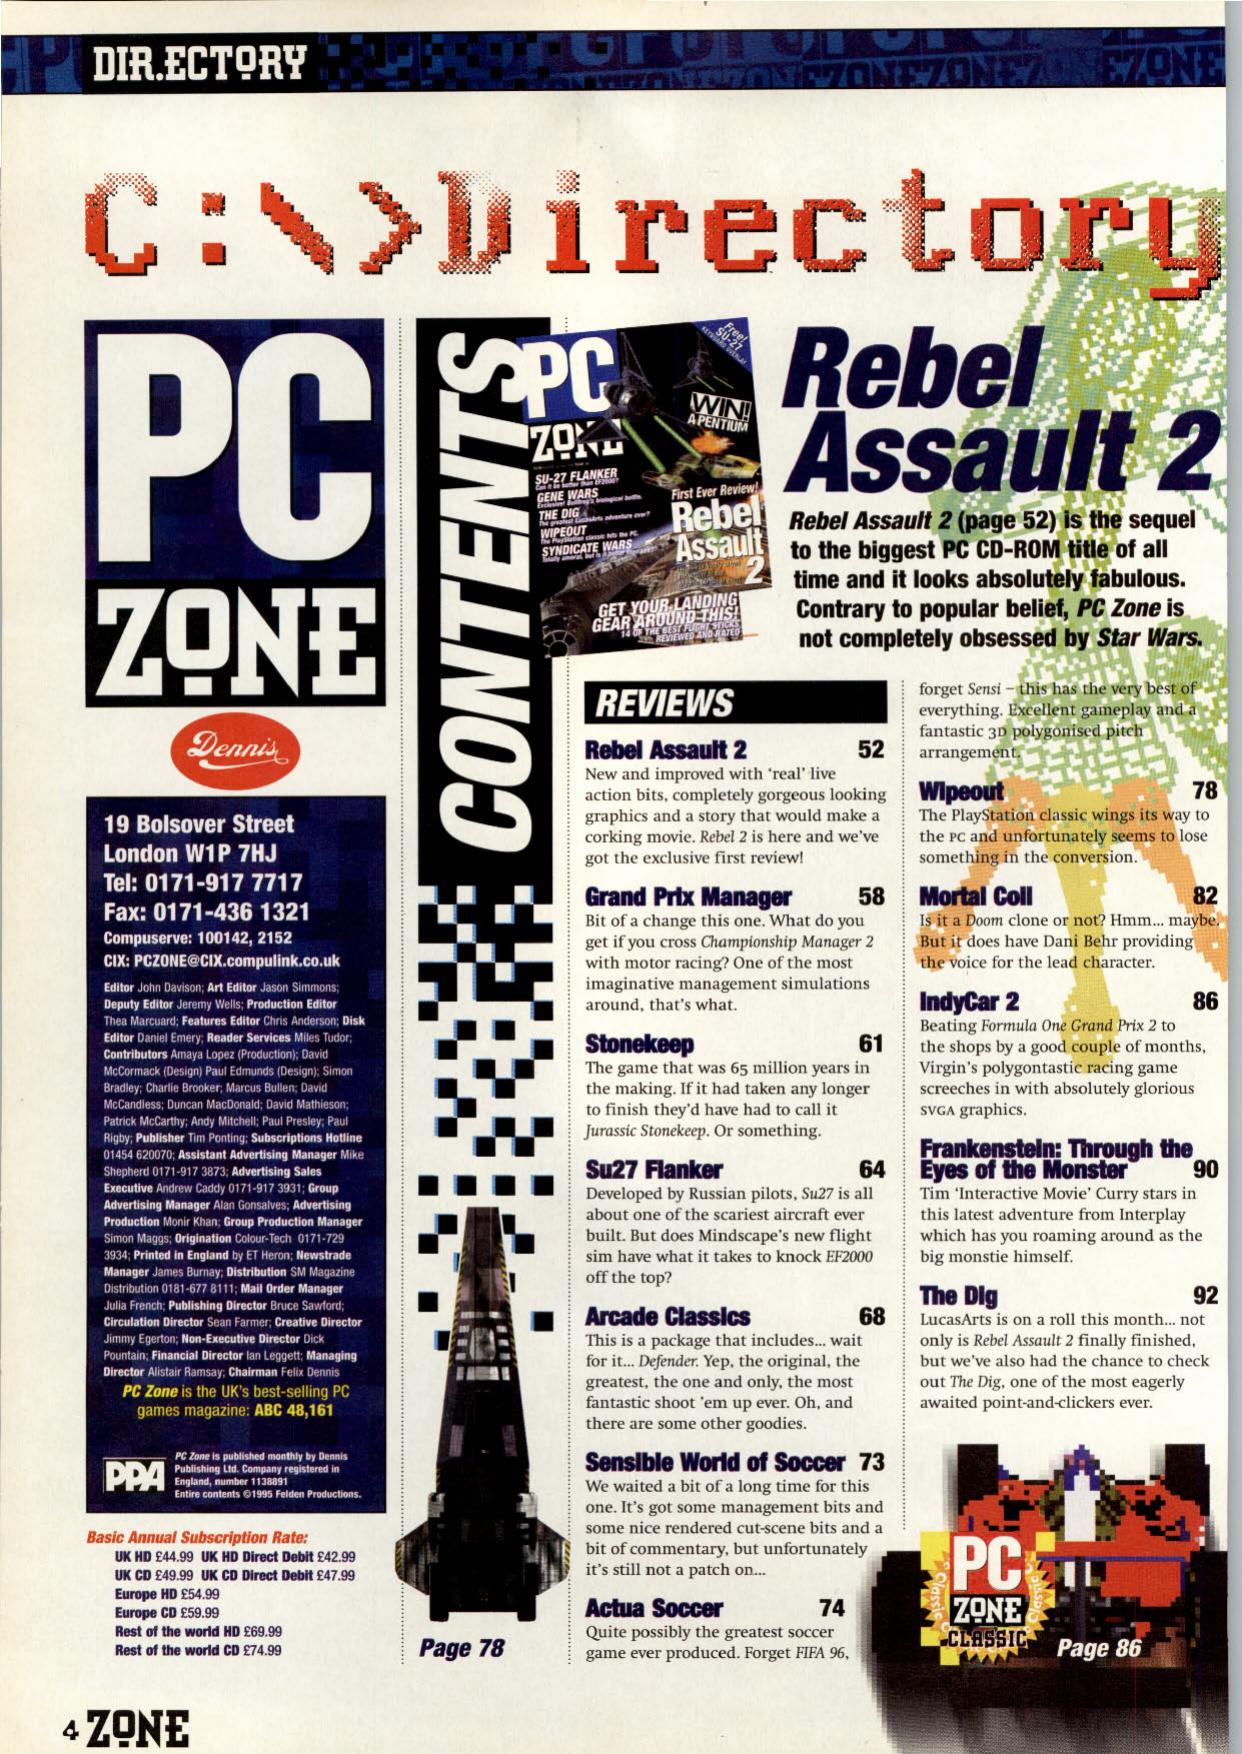 DIR.ECTORY
C:\>Directory
PC
ZONE
Dennis
19 Bolsover Street
London W1P 7HJ
Tel: 0171-917 7717
Fax: 0171-436 1321
Compuserve: 100142, 2152
CIX: PCZONE@CIX.compulink.co.uk
Editor John Davison; Art Editor Jason Simmons;
Deputy Editor Jeremy Wells; Production Editor
Thea Marcuard; Features Editor Chris Anderson; Disk
Editor Daniel Emery; Reader Services Miles Tudor;
Contributors Amaya Lopez (Production); David
McCormack (Design) Paul Edmunds (Design); Simon
Bradley; Charlie Brooker; Marcus Bullen; David
McCandless; Duncan MacDonald; David Mathieson;
Patrick McCarthy; Andy Mitchell; Paul Presley; Paul
Rigby; Publisher Tim Ponting; Subscriptions Hotline
01454 620070; Assistant Advertising Manager Mike
Shepherd 0171-917 3873; Advertising Sales
Executive Andrew Caddy 0171-917 3931; Group
Advertising Manager Alan Gonsalves; Advertising
Production Monir Khan; Group Production Manager
Simon Maggs; Origination Colour-Tech 0171-729
3934; Printed in England by ET Heron; Newstrade
Manager James Burnay; Distribution SM Magazine
Distribution 0181-677 8111; Mail Order Manager
Julia French; Publishing Director Bruce Sawford;
Circulation Director Sean Farmer; Creative Director
Jimmy Egerton; Non-Executive Director Dick
Pountain; Financial Director Ian Leggett; Managing
Director Alistair Ramsay; Chairman Felix Dennis
PC Zone is the UK's best-selling PC
games magazine: ABC 48,161
PPA
PC Zone is published monthly by Dennis
Publishing Ltd. Company registered in
England, number 1138891
Entire contents ©1995 Felden Productions.
Basic Annual Subscription Rate:
UK HD £44.99 UK HD Direct Debit £42.99
UK CD £49.99 UK CD Direct Debit £47.99
Europe HD £54.99
Europe CD £59.99
Rest of the world HD £69.99
Rest of the world CD £74.99
CONTENTS
PC
ZONE
Free!
SU-27
KEYBOARD OVERLAY
WIN!
A PENTIUM
SU-27 FLANKER
Can it be better than EF2000?
GENE WARS
Exclusive! Bullfrog's biological battle.
THE DIG
The greatest LucasArts adventure ever?
WIPEOUT
The PlayStation classic hits the PC.
SYNDICATE WARS
First Ever Review!
Rebel
Assault
2
GET YOUR LANDING
GEAR AROUND THIS!
14 OF THE BEST FLIGHT STICKS
REVIEWED AND RATED
Page 78
Rebel
Assault 2
Rebel Assault 2 (page 52) is the sequel
to the biggest PC CD-ROM title of all
time and it looks absolutely fabulous.
Contrary to popular belief, PC Zone is
not completely obsessed by Star Wars.
REVIEWS
Rebel Assault 2 52
New and improved with 'real' live
action bits, completely gorgeous looking
graphics and a story that would make a
corking movie. Rebel 2 is here and we've
got the exclusive first review!
Grand Prix Manager 58
Bit of a change this one. What do you
get if you cross Championship Manager 2
with motor racing? One of the most
imaginative management simulations
around, that's what.
Stonekeep 61
The game that was 65 million years in
the making. If it had taken any longer
to finish they'd have had to call it
Jurassic Stonekeep. Or something.
Su27 Flanker 64
Developed by Russian pilots, Su27 is all
about one of the scariest aircraft ever
built. But does Mindscape's new flight
sim have what it takes to knock EF2000
off the top?
Arcade Classics 68
This is a package that includes... wait
for it... Defender. Yep, the original, the
greatest, the one and only, the most
fantastic shoot 'em up ever. Oh, and
there are some other goodies.
Sensible World of Soccer 73
We waited a bit of a long time for this
one. It's got some management bits and
some nice rendered cut-scene bits and a
bit of commentary, but unfortunately
it's still not a patch on...
Actua Soccer 74
Quite possibly the greatest soccer
game ever produced. Forget FIFA 96,
forget Sensi – this has the very best of
everything. Excellent gameplay and a
fantastic 3D polygonised pitch
arrangement.
Wipeout 78
The PlayStation classic wings its way to
the PC and unfortunately seems to lose
something in the conversion.
Mortal Coil 82
Is it a Doom clone or not? Hmm... maybe.
But it does have Dani Behr providing
the voice for the lead character.
IndyCar 2 86
Beating Formula One Grand Prix 2 to
the shops by a good couple of months,
Virgin's polygontastic racing game
screeches in with absolutely glorious
SVGA graphics.
Frankenstein: Through the
Eyes of the Monster 90
Tim 'Interactive Movie' Curry stars in
this latest adventure from Interplay
which has you roaming around as the
big monstie himself.
The Dig 92
LucasArts is on a roll this month... not
only is Rebel Assault 2 finally finished,
but we've also had the chance to check
out The Dig, one of the most eagerly
awaited point-and-clickers ever.
PC
ZONE
CLASSIC
Page 86
4 ZONE